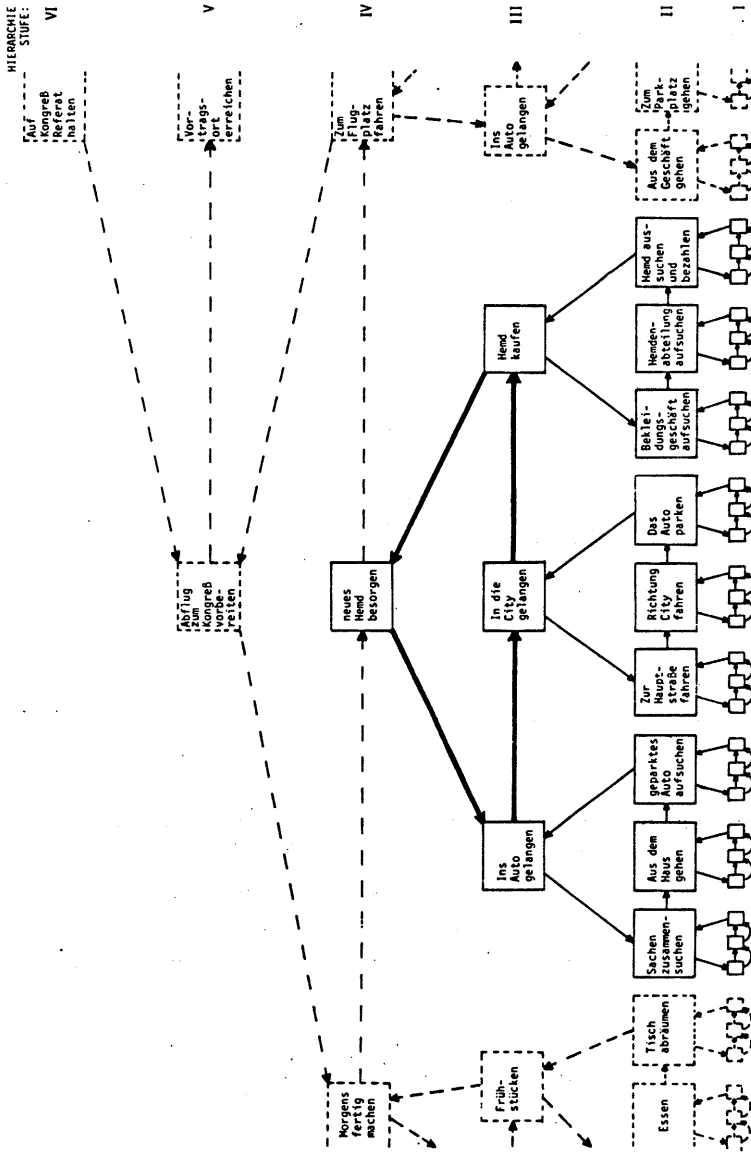 HIERARCHIE
STUFE:
VI
Auf
Kongreß
Referat
halten
V
Abflug
zum
Kongreß
vorbe-
reiten
Vor-
trags-
ort
erreichen
IV
Morgens
fertig
machen
neues
Hemd
besorgen
Zum
Flug-
platz
fahren
III
Früh-
stücken
Ins
Auto
gelangen
In die
City
gelangen
Hemd
kaufen
Ins
Auto
gelangen
II
Essen
Tisch
abräumen
Sachen
zusammen-
suchen
Aus dem
Haus
gehen
geparktes
Auto
aufsuchen
Zur
Haupt-
straße
fahren
Richtung
City
fahren
Das
Auto
parken
Beklei-
dungs-
geschäft
aufsuchen
Hemden-
abteilung
aufsuchen
Hemd aus-
suchen
und
bezahlen
Aus dem
Geschäft
gehen
Zum
Park-
platz
gehen
I